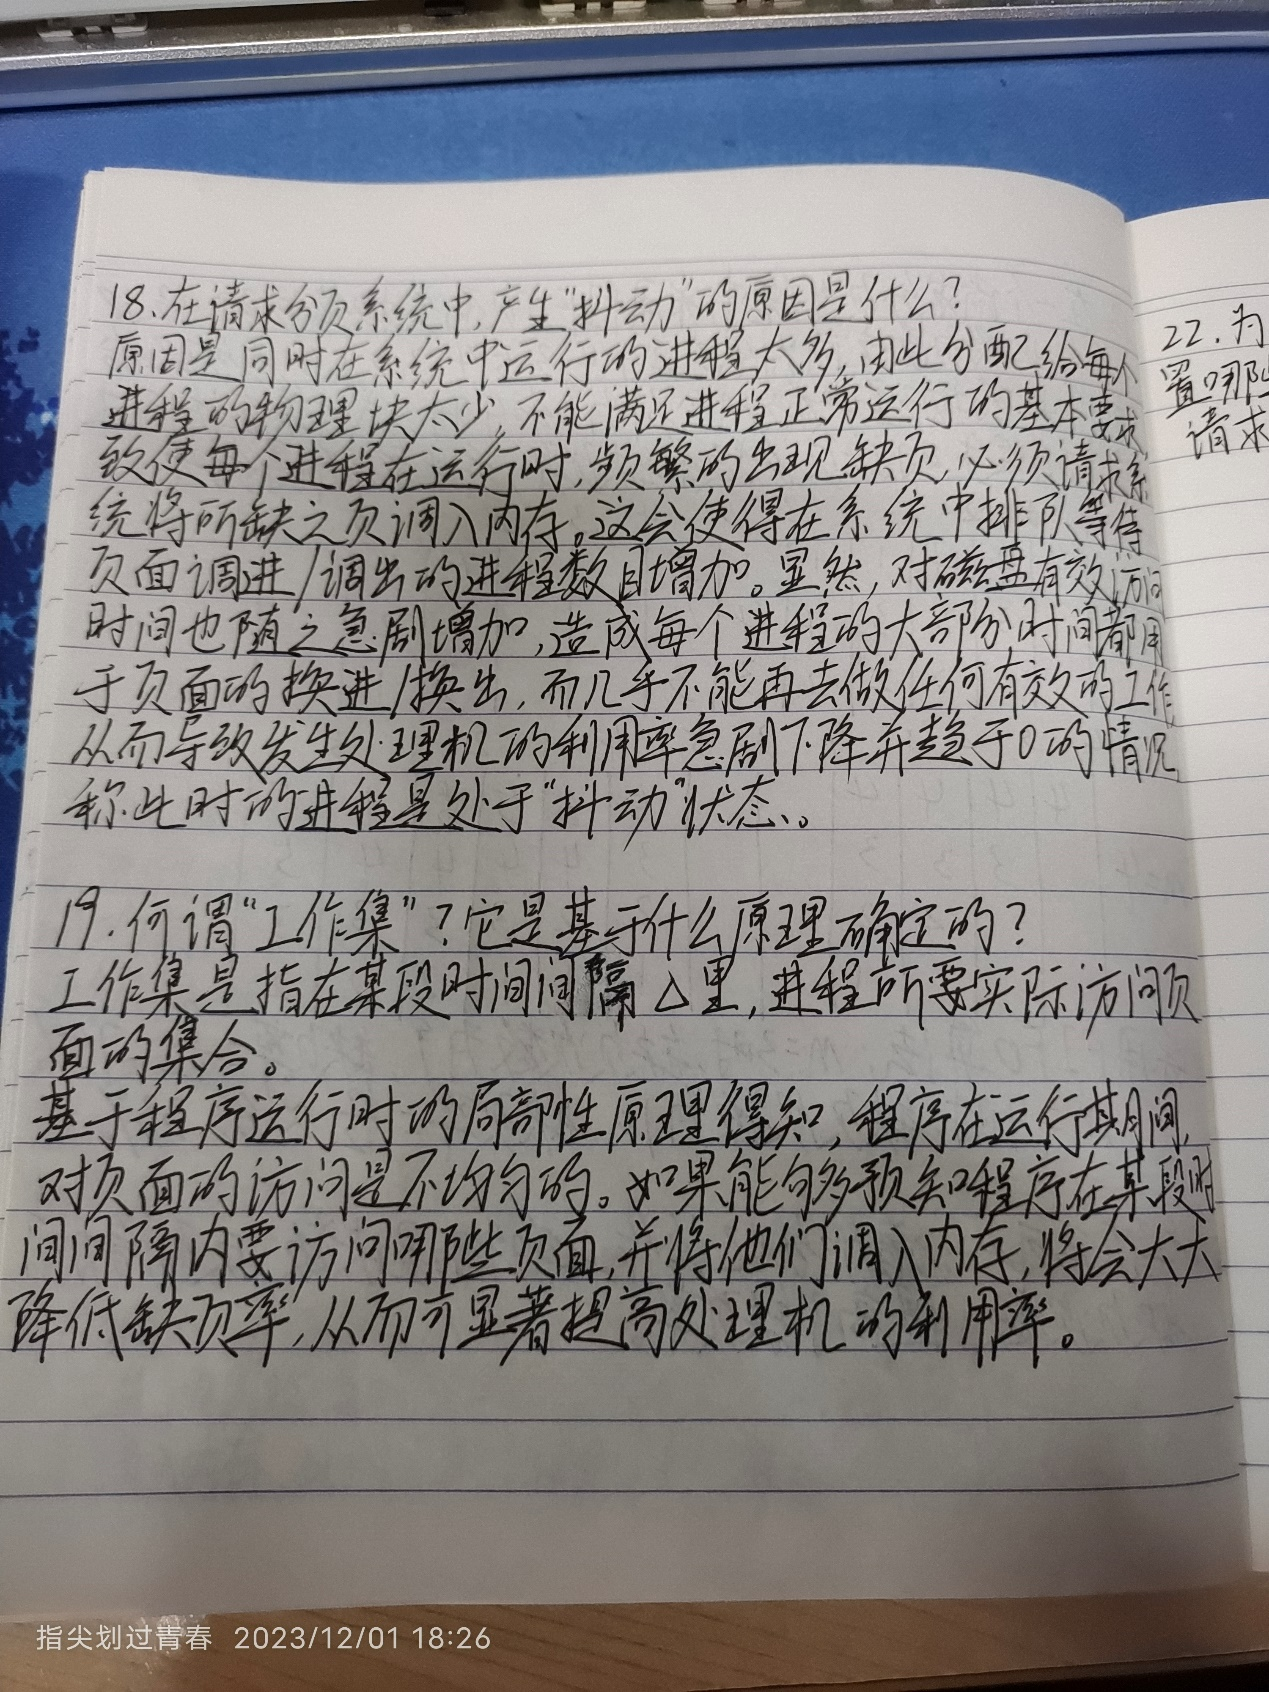 18.在请求分页系统中,产生“抖动”的原因是什么?
原因是同时在系统中运行的进程太多,由此分配给每个
进程的物理块太少,不能满足进程正常运行的基本要求
致使每个进程在运行时,频繁的出现缺页,必须请求系
统将所缺之页调入内存。这会使得在系统中排队等待
页面调进/调出的进程数目增加。显然,对磁盘有效访问
时间也随之急剧增加,造成每个进程的大部分时间都用
于页面的换进/换出,而几乎不能再去做任何有效的工作
从而导致发生处理机的利用率急剧下降并趋于0的情况
称此时的进程是处于“抖动”状态。
19.何谓“工作集”?它是基于什么原理确定的?
工作集是指在某段时间间隔△里,进程所要实际访问页
面的集合。
基于程序运行时的局部性原理得知,程序在运行期间,
对页面的访问是不均匀的。如果能够预知程序在某段时
间间隔内要访问哪些页面,并将他们调入内存,将会大大
降低缺页率,从而可显著提高处理机的利用率。
22.为
置哪些
请求
指尖划过青春 2023/12/01 18:26